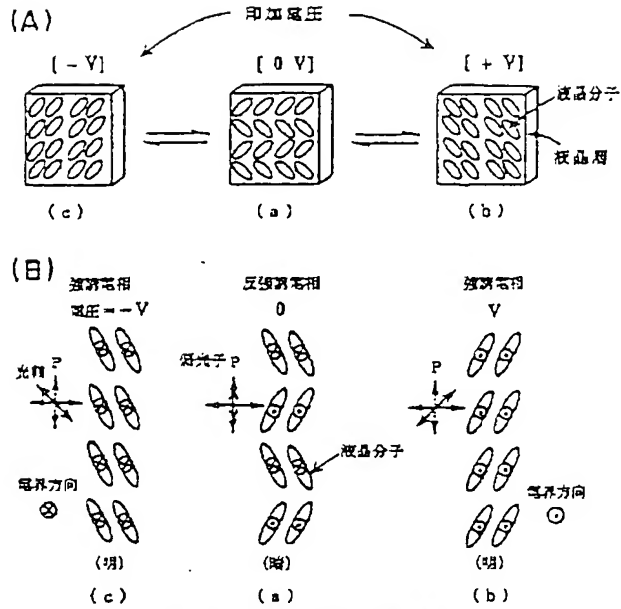 (A)
印加電圧
[ - V]
[ 0 V]
[ + V]
液晶分子
液晶層
(c)
(a)
(b)
(B)
強誘電相
反強誘電相
強誘電相
電圧=-V
0
V
光軸
P
偏光子 P
P
液晶分子
電界方向
電界方向
(明)
(暗)
(明)
(c)
(a)
(b)